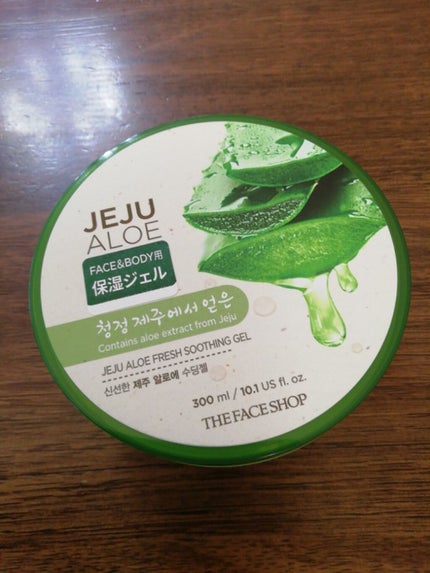 JEJU
ALOE
FACE&BODY用
保湿ジェル
청정 제주에서 얻은
Contains aloe extract from Jeju
JEJU ALOE FRESH SOOTHING GEL
신선한 제주 알로에 수딩젤
300 ml / 10.1 US fl. oz.
THE FACE SHOP